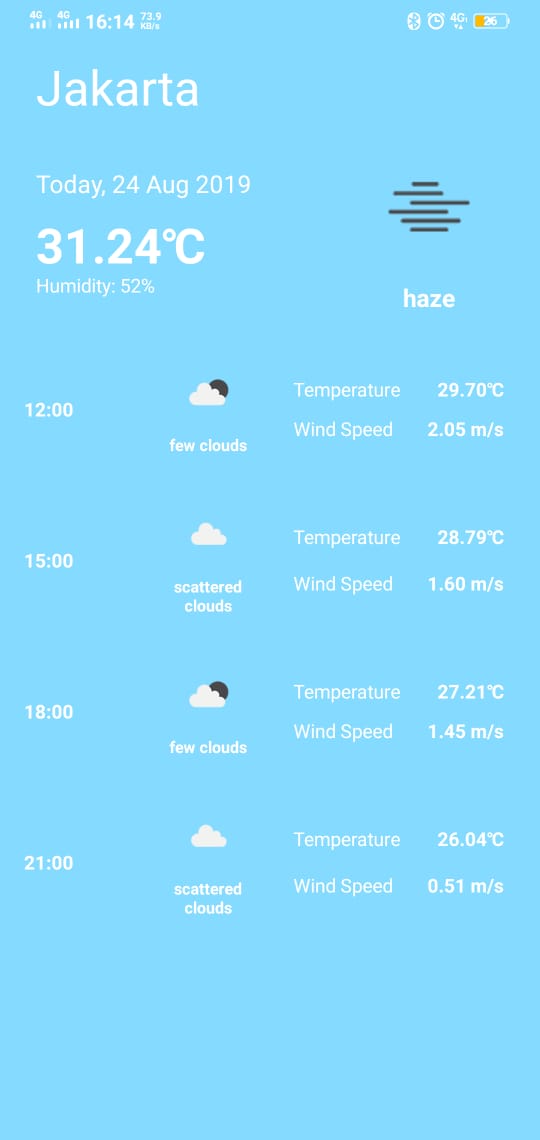 4G 4G 16:14 73.9 KB/s 4G 26
Jakarta
Today, 24 Aug 2019
31.24℃
Humidity: 52%
haze
12:00
few clouds
Temperature 29.70℃
Wind Speed 2.05 m/s
15:00
scattered
clouds
Temperature 28.79℃
Wind Speed 1.60 m/s
18:00
few clouds
Temperature 27.21℃
Wind Speed 1.45 m/s
21:00
scattered
clouds
Temperature 26.04℃
Wind Speed 0.51 m/s